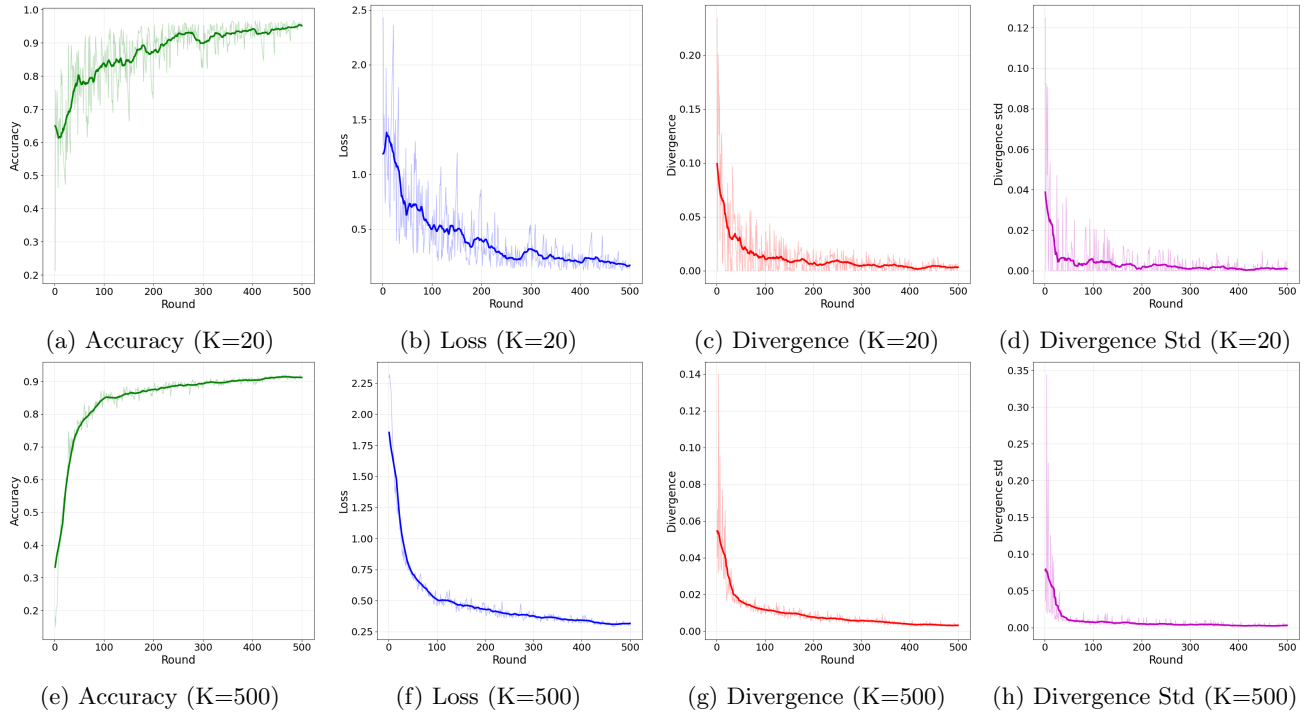 1.0
0.9
0.8
0.7
0.6
0.5
0.4
0.3
0.2
Accuracy
0 100 200 300 400 500
Round
2.5
2.0
1.5
1.0
0.5
Loss
0 100 200 300 400 500
Round
0.20
0.15
0.10
0.05
0.00
Divergence
0 100 200 300 400 500
Round
0.12
0.10
0.08
0.06
0.04
0.02
0.00
Divergence std
0 100 200 300 400 500
Round
(a) Accuracy (K=20)
(b) Loss (K=20)
(c) Divergence (K=20)
(d) Divergence Std (K=20)
0.9
0.8
0.7
0.6
0.5
0.4
0.3
0.2
Accuracy
0 100 200 300 400 500
Round
2.25
2.00
1.75
1.50
1.25
1.00
0.75
0.50
0.25
Loss
0 100 200 300 400 500
Round
0.14
0.12
0.10
0.08
0.06
0.04
0.02
0.00
Divergence
0 100 200 300 400 500
Round
0.35
0.30
0.25
0.20
0.15
0.10
0.05
0.00
Divergence std
0 100 200 300 400 500
Round
(e) Accuracy (K=500)
(f) Loss (K=500)
(g) Divergence (K=500)
(h) Divergence Std (K=500)